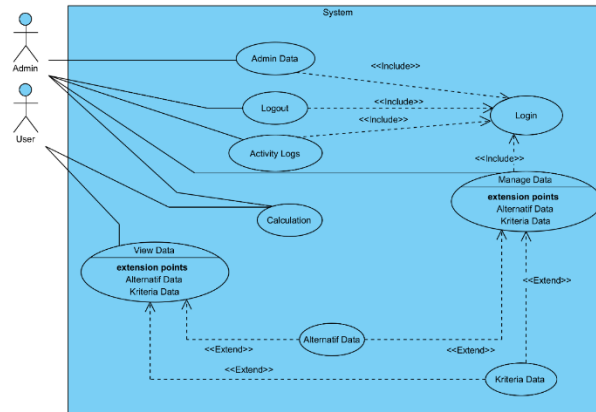 System
Admin
User
Admin Data
<<Include>>
Logout
<<Include>>
Login
Activity Logs
<<Include>>
<<Include>>
Manage Data
extension points
Alternatif Data
Kriteria Data
Calculation
View Data
extension points
Alternatif Data
Kriteria Data
<<Extend>>
Alternatif Data
<<Extend>>
<<Extend>>
<<Extend>>
Kriteria Data